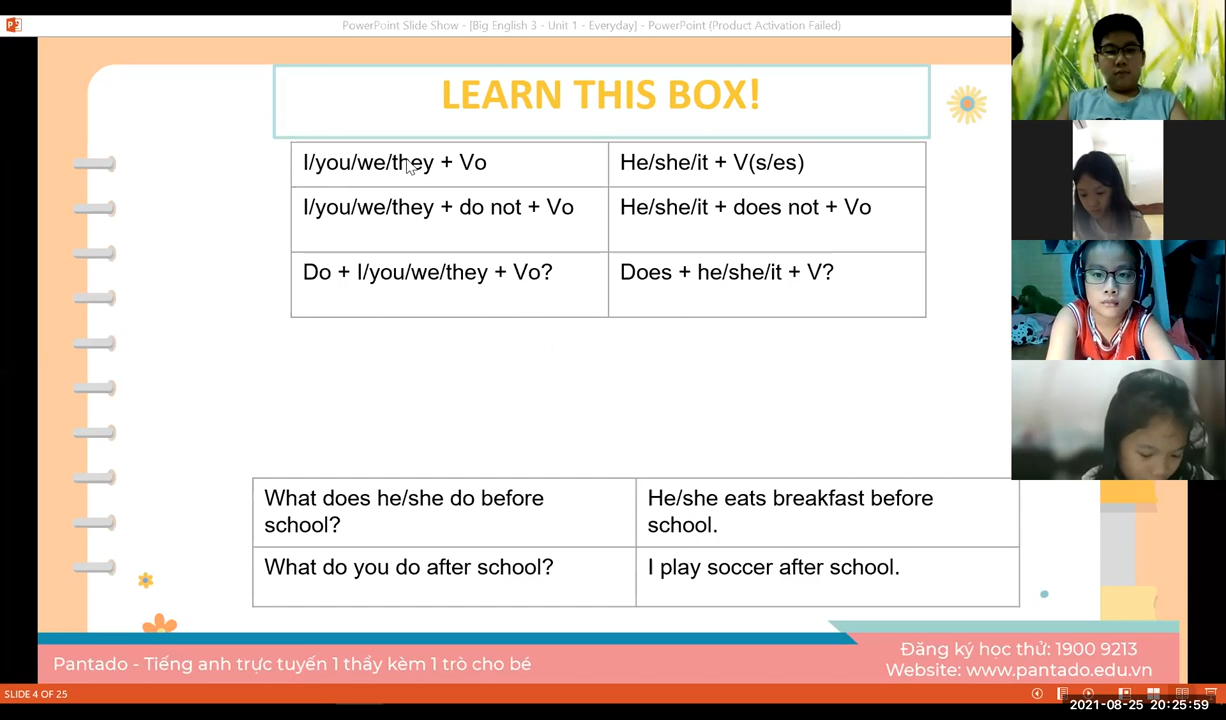 PowerPoint Slide Show - [Big English 3 - Unit 1 - Everyday] - PowerPoint (Product Activation Failed)
LEARN THIS BOX!
I/you/we/they + Vo
He/she/it + V(s/es)
I/you/we/they + do not + Vo
He/she/it + does not + Vo
Do + I/you/we/they + Vo?
Does + he/she/it + V?
What does he/she do before
school?
He/she eats breakfast before
school.
What do you do after school?
I play soccer after school.
Pantado - Tiếng anh trực tuyến 1 thầy kèm 1 trò cho bé
Đăng ký học thử: 1900 9213
Website: www.pantado.edu.vn
SLIDE 4 OF 25
2021-08-25 20:25:59